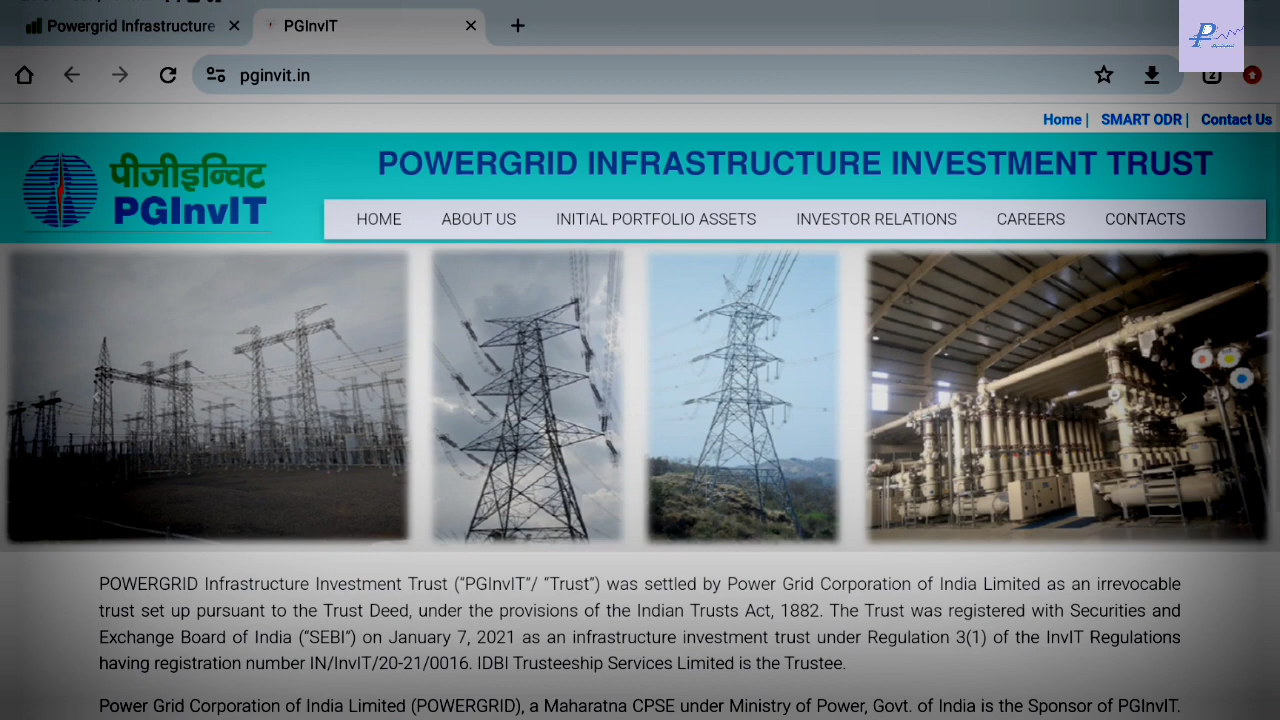 Powergrid Infrastructure
PGInvIT
pginvit.in
Home | SMART ODR | Contact Us
पीजीइन्विट
PGInvIT
POWERGRID INFRASTRUCTURE INVESTMENT TRUST
HOME ABOUT US INITIAL PORTFOLIO ASSETS INVESTOR RELATIONS CAREERS CONTACTS
POWERGRID Infrastructure Investment Trust (“PGInvIT”/ “Trust”) was settled by Power Grid Corporation of India Limited as an irrevocable
trust set up pursuant to the Trust Deed, under the provisions of the Indian Trusts Act, 1882. The Trust was registered with Securities and
Exchange Board of India (“SEBI”) on January 7, 2021 as an infrastructure investment trust under Regulation 3(1) of the InvIT Regulations
having registration number IN/InvIT/20-21/0016. IDBI Trusteeship Services Limited is the Trustee.
Power Grid Corporation of India Limited (POWERGRID), a Maharatna CPSE under Ministry of Power, Govt. of India is the Sponsor of PGInvIT.